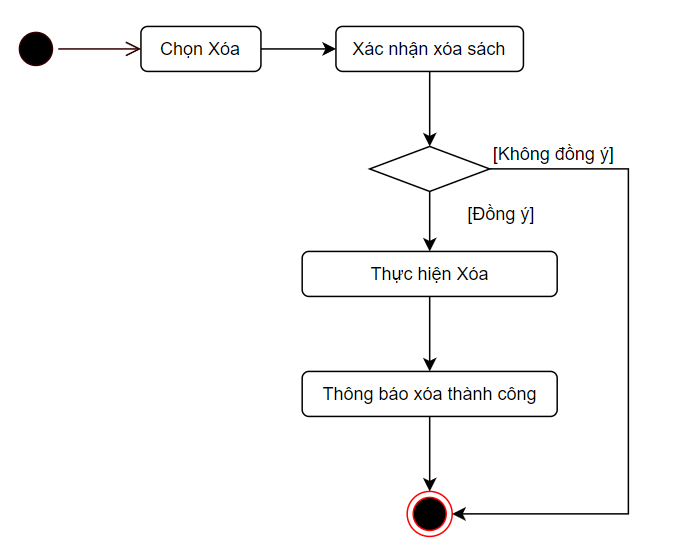 Chọn Xóa
Xác nhận xóa sách
[Không đồng ý]
[Đồng ý]
Thực hiện Xóa
Thông báo xóa thành công